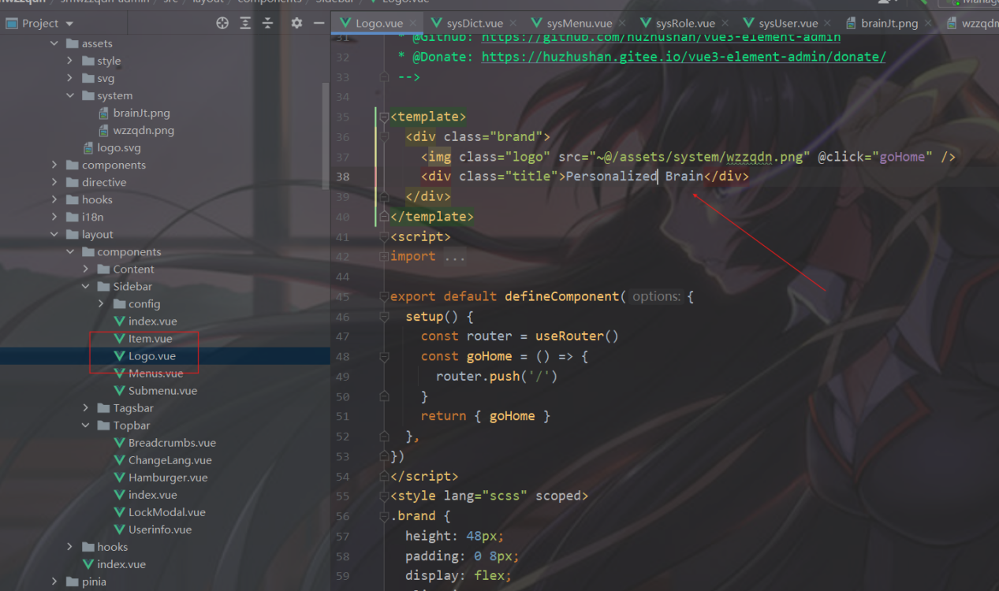 mwzzqdn
smwzzqdn-admin
src
layout
components
Sidebar
Logo.vue
Project
Logo.vue
sysDict.vue
sysMenu.vue
sysRole.vue
sysUser.vue
brainJt.png
wzzqdn
assets
style
svg
system
brainJt.png
wzzqdn.png
logo.svg
components
directive
hooks
i18n
layout
components
Content
Sidebar
config
index.vue
Item.vue
Logo.vue
Menus.vue
Submenu.vue
Tagsbar
Topbar
Breadcrumbs.vue
ChangeLang.vue
Hamburger.vue
index.vue
LockModal.vue
Userinfo.vue
hooks
index.vue
pinia
31 * @Github: https://github.com/huzhushan/vue3-element-admin
32 * @Donate: https://huzhushan.gitee.io/vue3-element-admin/donate/
33 -->
34
35 <template>
36 <div class="brand">
37 <img class="logo" src="~@/assets/system/wzzqdn.png" @click="goHome" />
38 <div class="title">Personalized Brain</div>
39 </div>
40 </template>
41 <script>
42 import ...
44
45 export default defineComponent( options: {
46 setup() {
47 const router = useRouter()
48 const goHome = () => {
49 router.push('/')
50 }
51 return { goHome }
52 },
53 })
54 </script>
55 <style lang="scss" scoped>
56 .brand {
57 height: 48px;
58 padding: 0 8px;
59 display: flex;